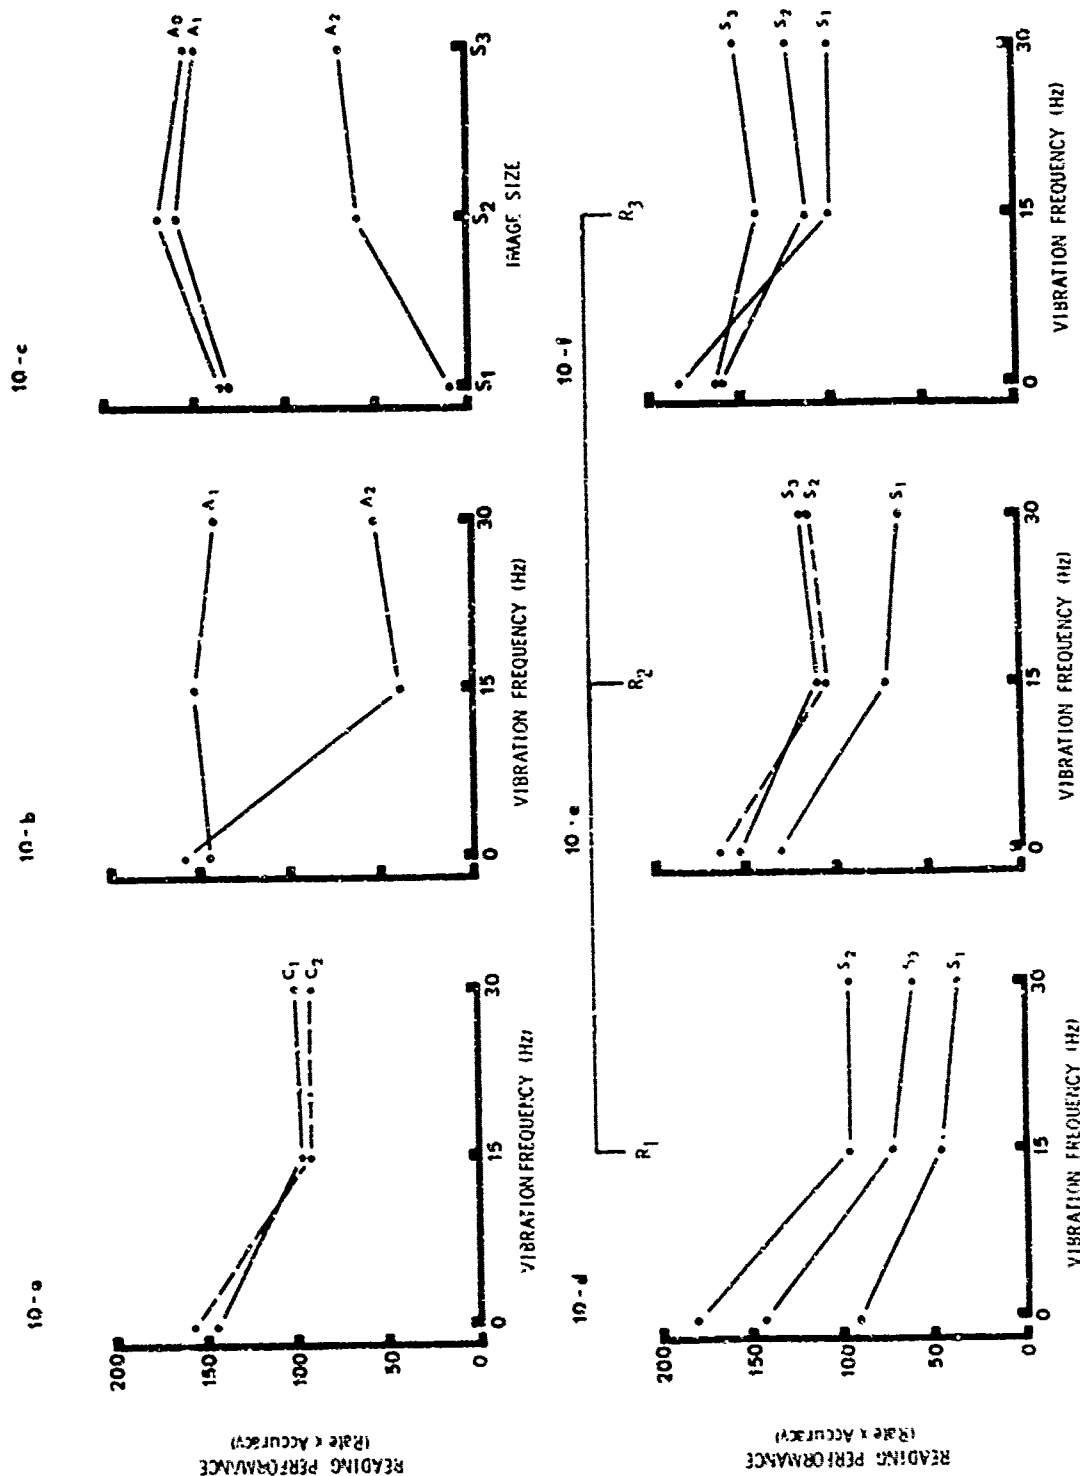 10-a
READING PERFORMANCE
(Rate x Accuracy)
200
150
100
50
0
C1
C2
0
15
30
VIBRATION FREQUENCY (Hz)
10-b
A1
A2
0
15
30
VIBRATION FREQUENCY (Hz)
10-c
A0
A1
A2
S1
S2
S3
IMAGE SIZE
R1
R2
R3
10-d
READING PERFORMANCE
(Rate x Accuracy)
200
150
100
50
0
S2
S3
S1
0
15
30
VIBRATION FREQUENCY (Hz)
10-e
S3
S2
S1
0
15
30
VIBRATION FREQUENCY (Hz)
10-f
S3
S2
S1
0
15
30
VIBRATION FREQUENCY (Hz)